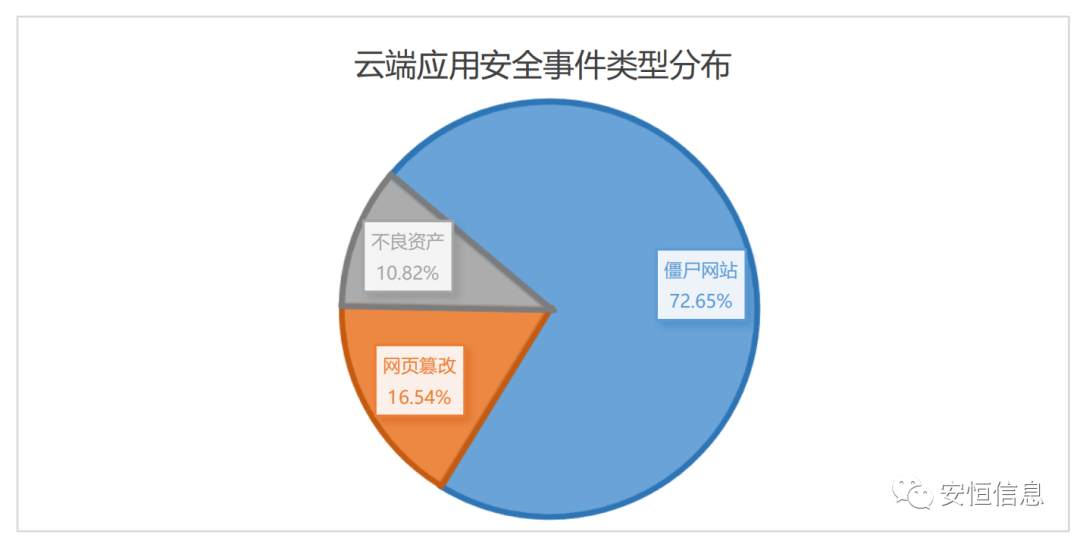 云端应用安全事件类型分布
不良资产
10.82%
僵尸网站
72.65%
网页篡改
16.54%
安恒信息